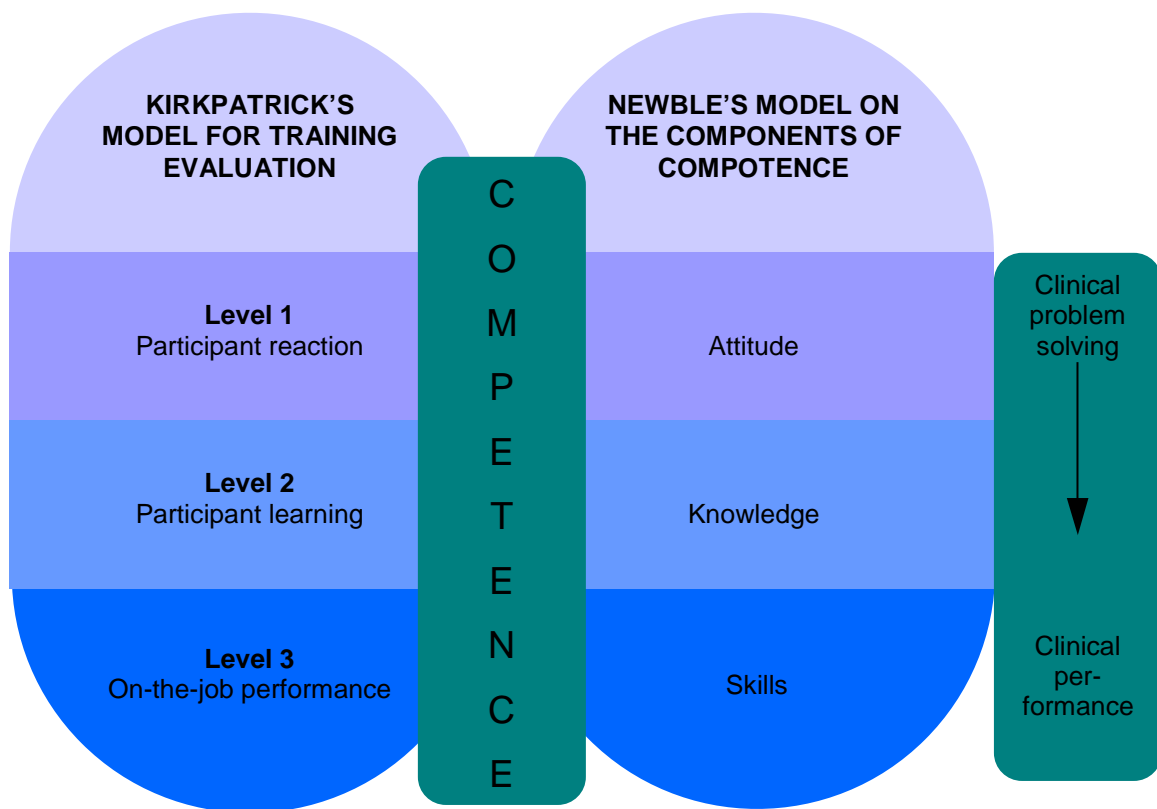 KIRKPATRICK'S
MODEL FOR TRAINING
EVALUATION
NEWBLE'S MODEL ON
THE COMPONENTS OF
COMPOTENCE
C
O
M
P
E
T
E
N
C
E
Level 1
Participant reaction
Attitude
Clinical
problem
solving
Level 2
Participant learning
Knowledge
Level 3
On-the-job performance
Skills
Clinical
per-
formance